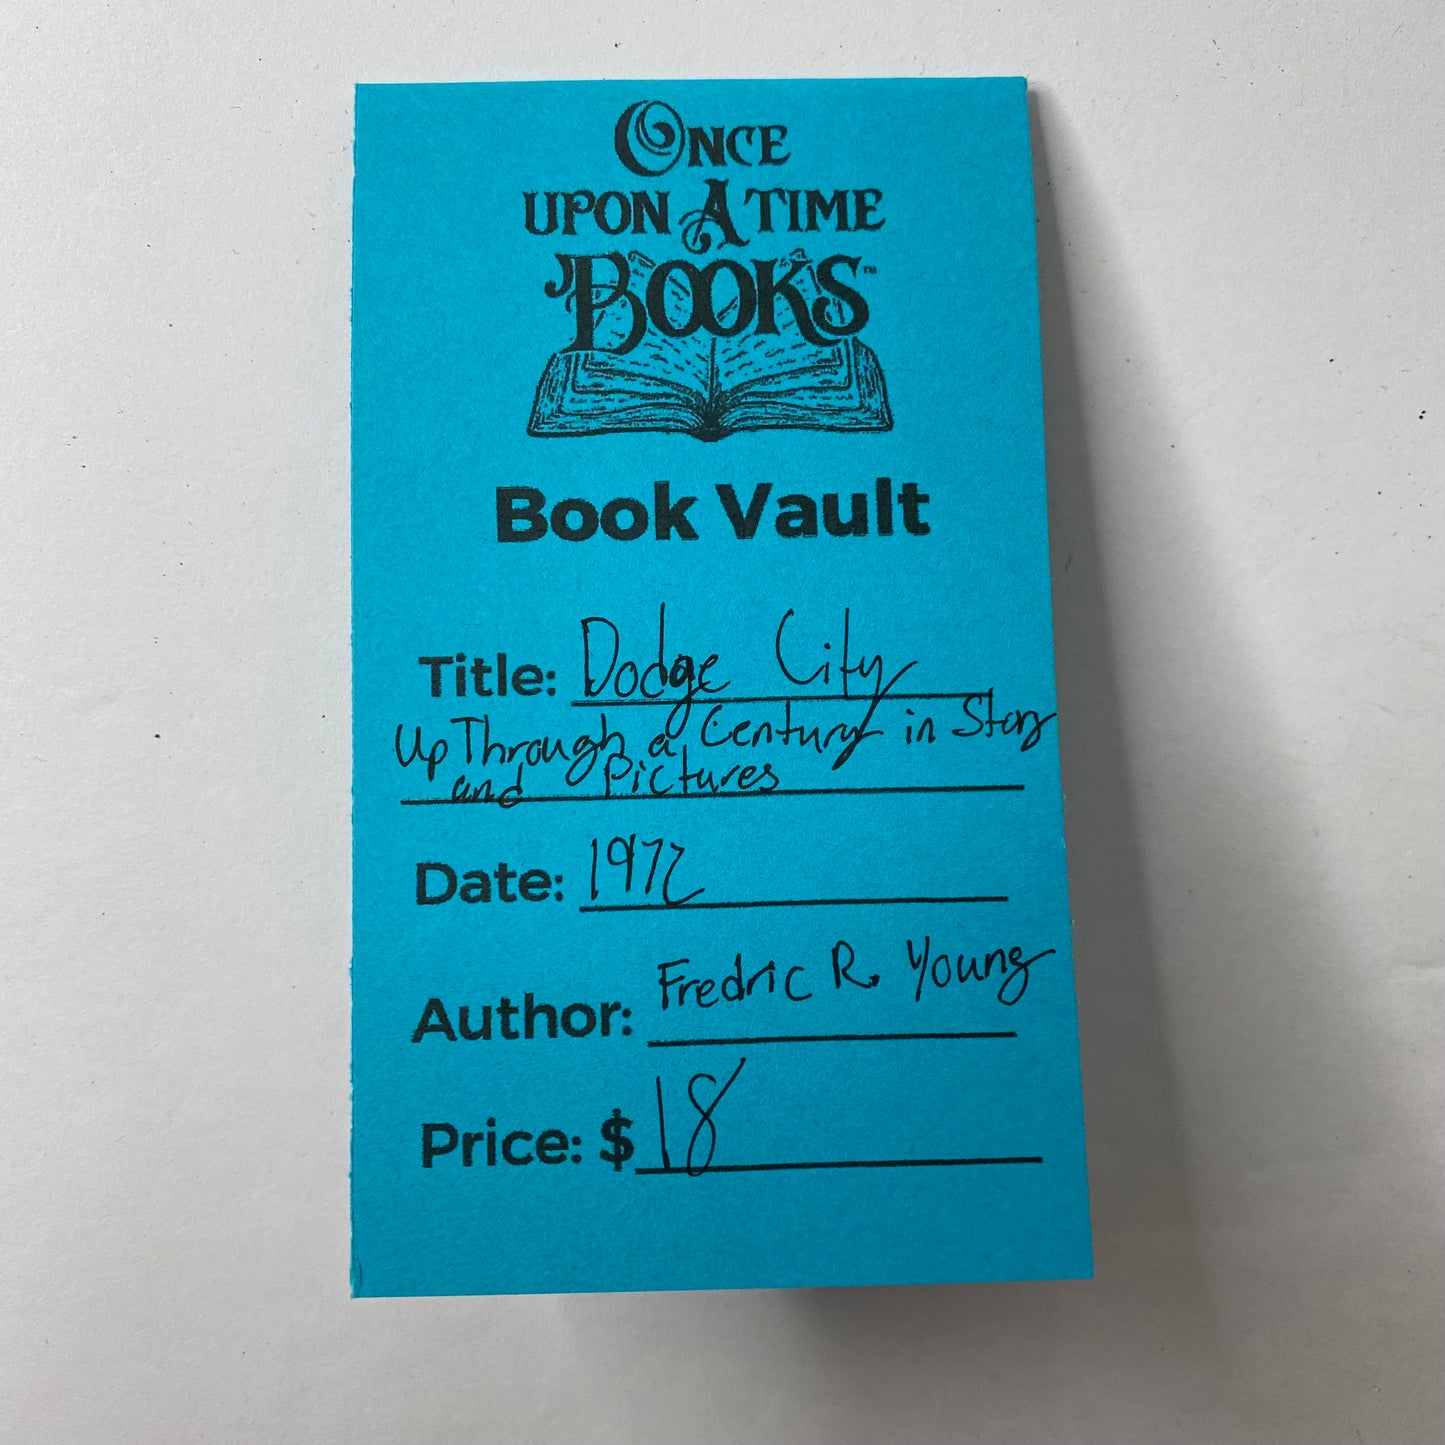 ONCE
UPON A TIME
BOOKS™
Book Vault
Title: Dodge City
Up Through a Century in Story
and Pictures
Date: 1972
Author: Fredric R. Young
Price: $18